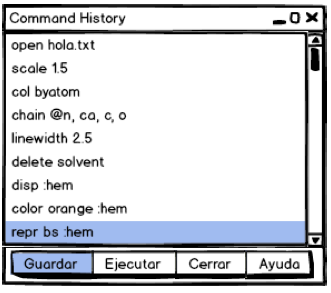 Command History
open hola.txt
scale 1.5
col byatom
chain @n, ca, c, o
linewidth 2.5
delete solvent
disp :hem
color orange :hem
repr bs :hem
Guardar Ejecutar Cerrar Ayuda